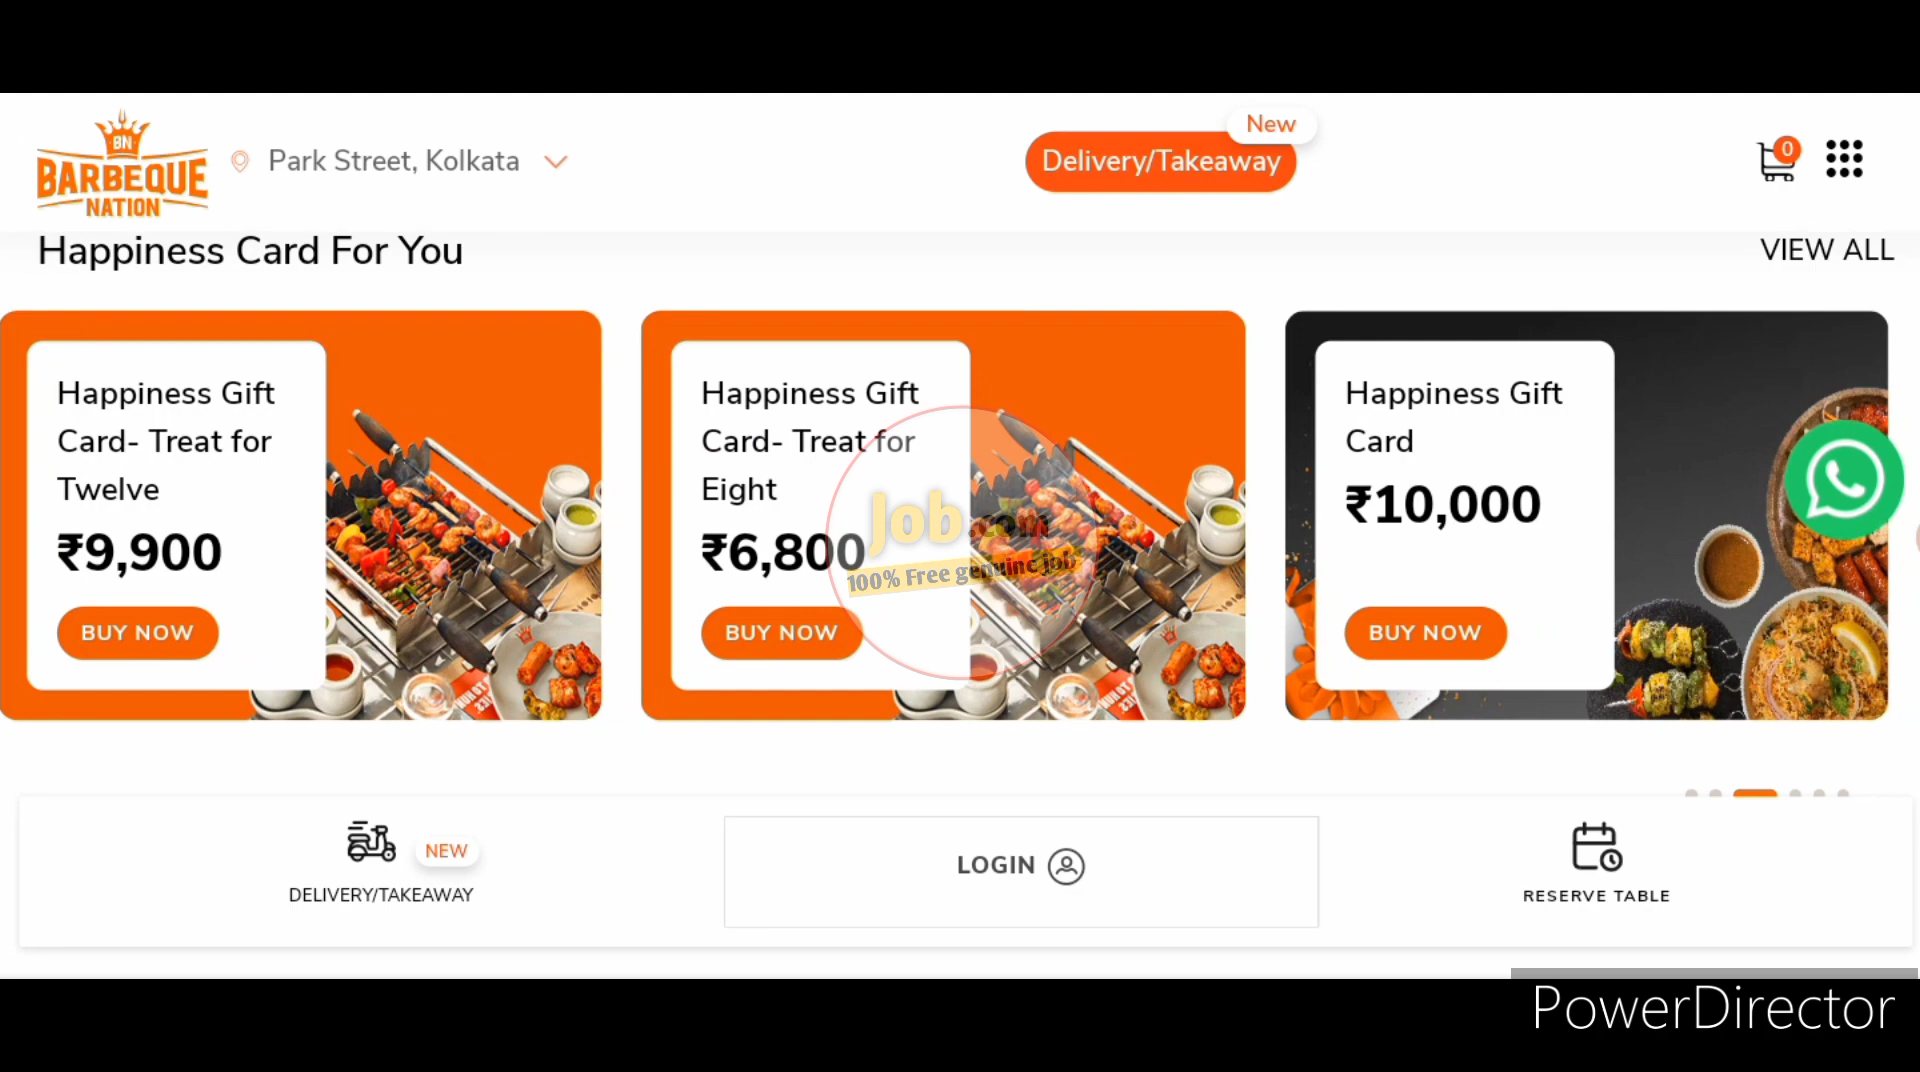 New
BN
BARBEQUE
NATION
Park Street, Kolkata
Delivery/Takeaway
0
Happiness Card For You
VIEW ALL
Happiness Gift
Card- Treat for
Twelve
₹9,900
BUY NOW
Happiness Gift
Card- Treat for
Eight
₹6,800
BUY NOW
Job.com
100% Free genuine job
Happiness Gift
Card
₹10,000
BUY NOW
NEW
DELIVERY/TAKEAWAY
LOGIN
RESERVE TABLE
PowerDirector